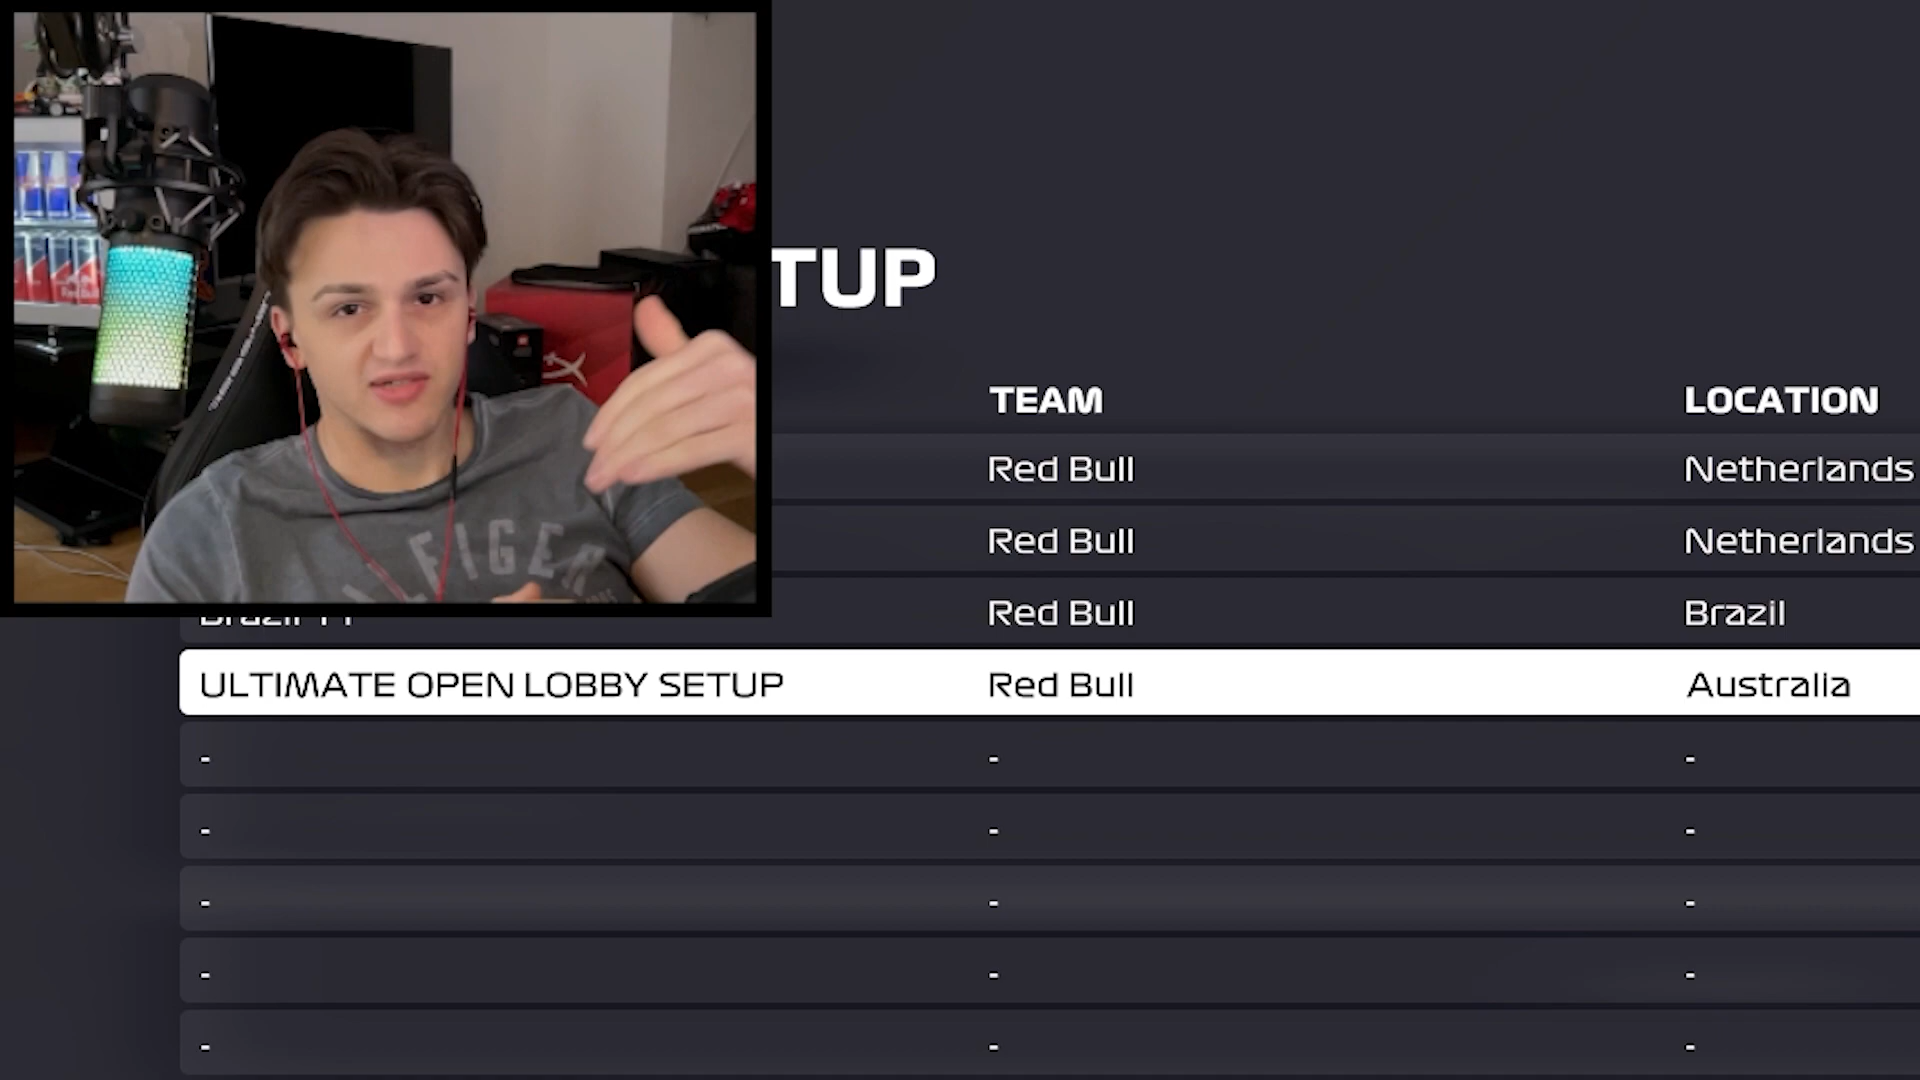 TUP
TEAM LOCATION
Red Bull Netherlands
Red Bull Netherlands
Red Bull Brazil
ULTIMATE OPEN LOBBY SETUP Red Bull Australia
- - -
- - -
- - -
- - -
- - -
FIGER